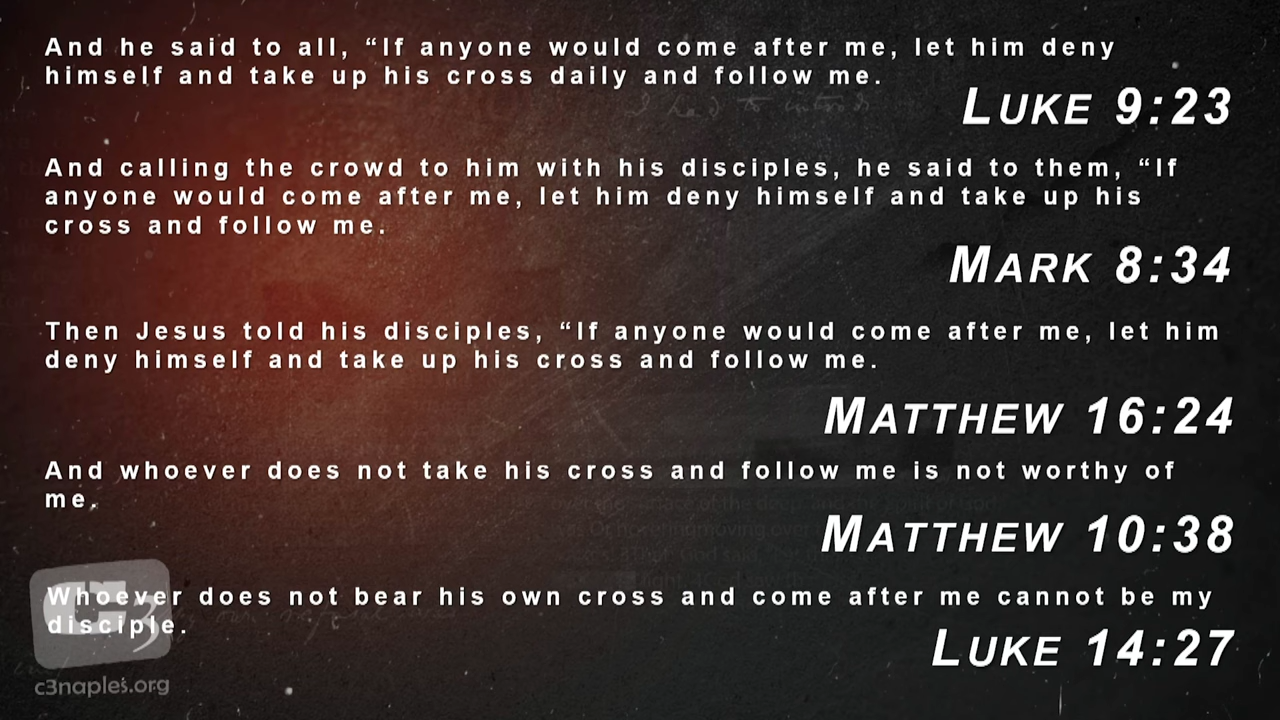 And he said to all, “If anyone would come after me, let him deny
himself and take up his cross daily and follow me.
LUKE 9:23
And calling the crowd to him with his disciples, he said to them, “If
anyone would come after me, let him deny himself and take up his
cross and follow me.
MARK 8:34
Then Jesus told his disciples, “If anyone would come after me, let him
deny himself and take up his cross and follow me.
MATTHEW 16:24
And whoever does not take his cross and follow me is not worthy of
me.
MATTHEW 10:38
Whoever does not bear his own cross and come after me cannot be my
disciple.
LUKE 14:27
C3
c3naples.org